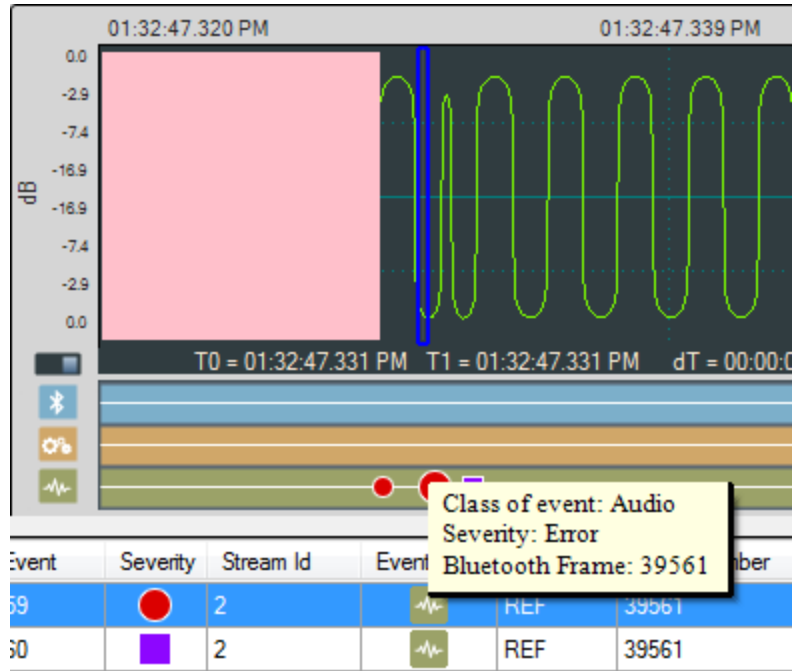 01:32:47.320 PM 01:32:47.339 PM
0.0
-2.9
-7.4
-16.9
dB
-16.9
-7.4
-2.9
0.0
T0 = 01:32:47.331 PM T1 = 01:32:47.331 PM dT = 00:00:0
Class of event: Audio
Severity: Error
Bluetooth Frame: 39561
Event Severity Stream Id Event nber
59 2 REF 39561
60 2 REF 39561